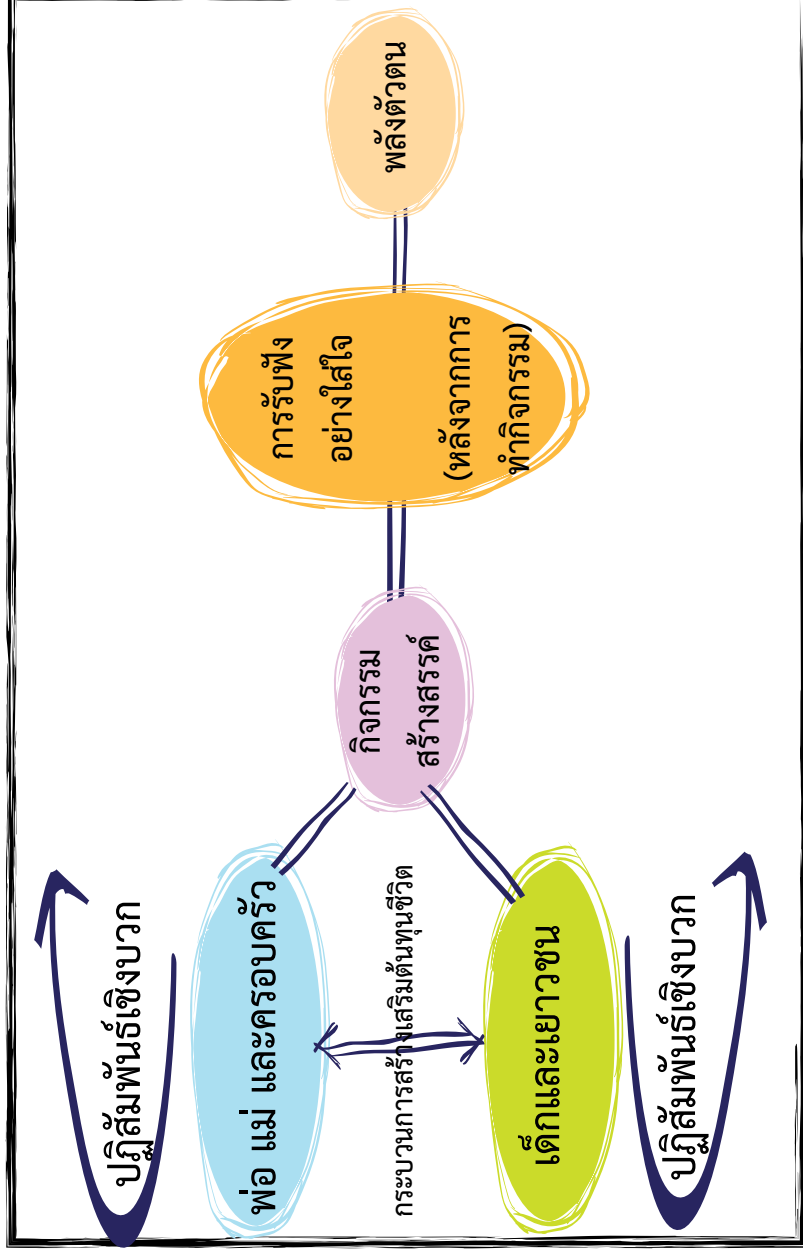 ปฏิสัมพันธ์เชิงบวก
พ่อ แม่ และครอบครัว
กระบวนการสร้างเสริมต้นทุนชีวิต
เด็กและเยาวชน
ปฏิสัมพันธ์เชิงบวก
กิจกรรม
สร้างสรรค์
การรับฟัง
อย่างใส่ใจ
(หลังจากการ
ทำกิจกรรม)
พลังตัวตน